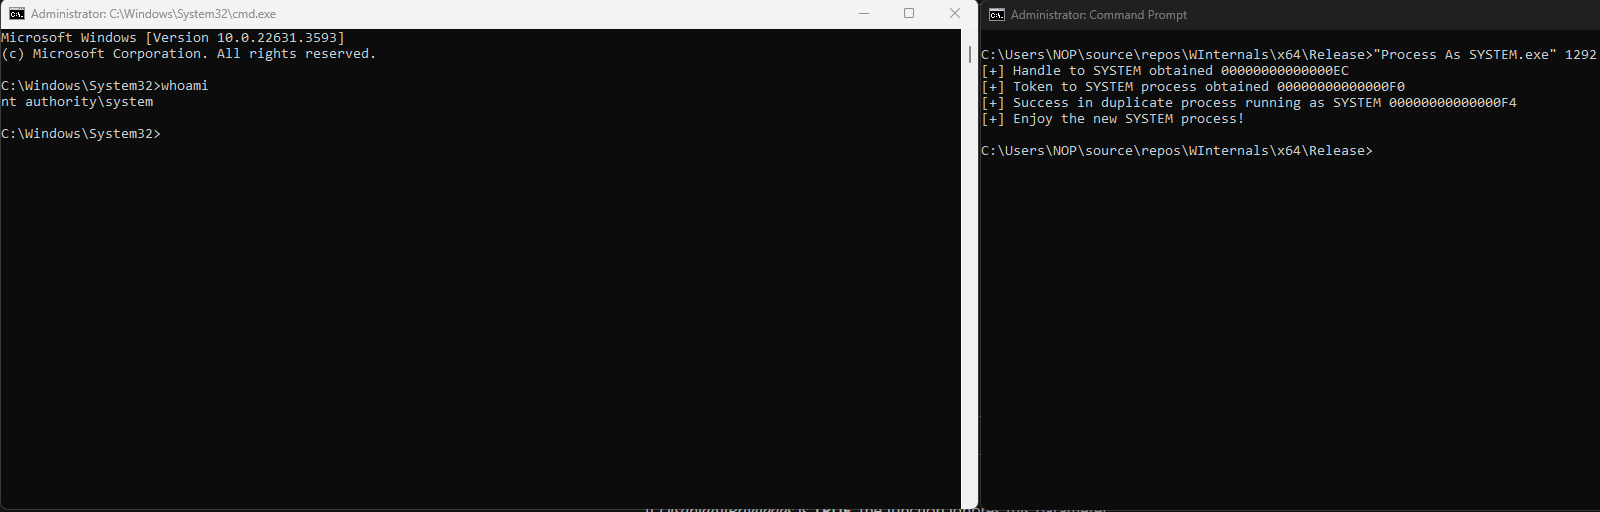 Administrator: C:\Windows\System32\cmd.exe
Microsoft Windows [Version 10.0.22631.3593]
(c) Microsoft Corporation. All rights reserved.
C:\Windows\System32>whoami
nt authority\system
C:\Windows\System32>
Administrator: Command Prompt
C:\Users\NOP\source\repos\WInternals\x64\Release>"Process As SYSTEM.exe" 1292
[+] Handle to SYSTEM obtained 00000000000000EC
[+] Token to SYSTEM process obtained 00000000000000F0
[+] Success in duplicate process running as SYSTEM 00000000000000F4
[+] Enjoy the new SYSTEM process!
C:\Users\NOP\source\repos\WInternals\x64\Release>